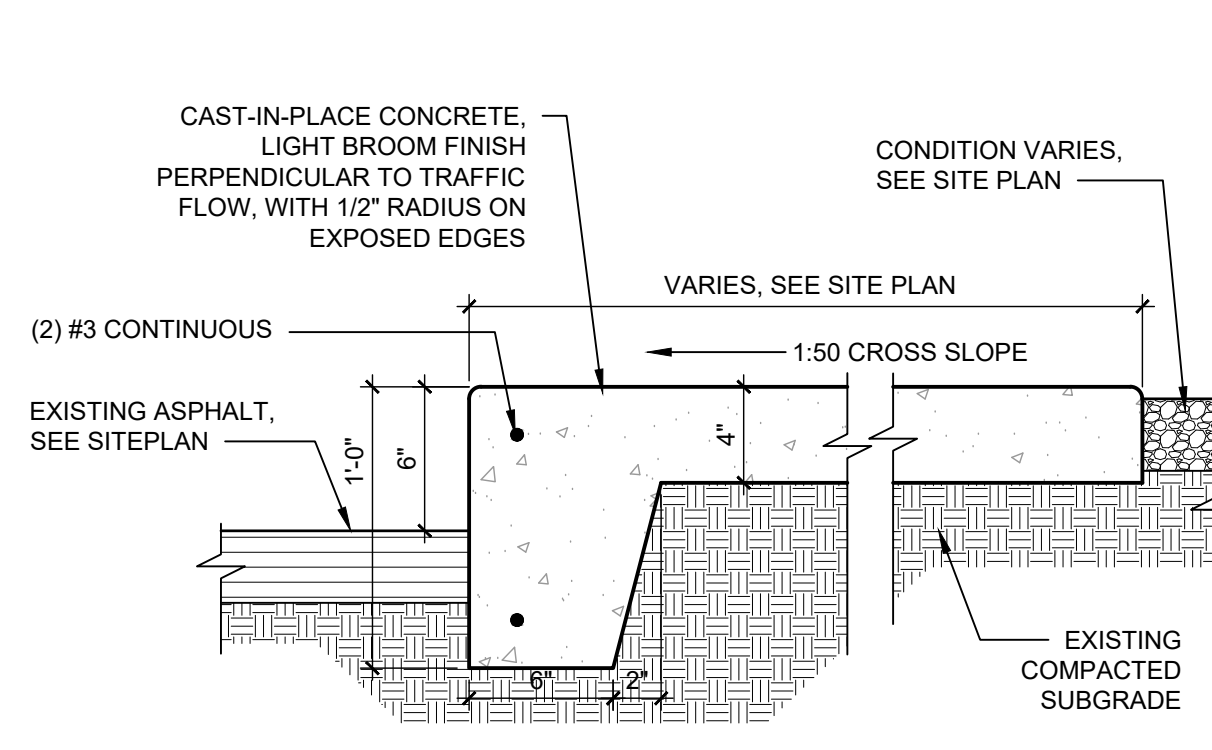 CAST-IN-PLACE CONCRETE,
LIGHT BROOM FINISH
PERPENDICULAR TO TRAFFIC
FLOW, WITH 1/2" RADIUS ON
EXPOSED EDGES
CONDITION VARIES,
SEE SITE PLAN
VARIES, SEE SITE PLAN
(2) #3 CONTINUOUS
1:50 CROSS SLOPE
EXISTING ASPHALT,
SEE SITEPLAN
1'-0"
6"
4"
6"
2"
EXISTING
COMPACTED
SUBGRADE